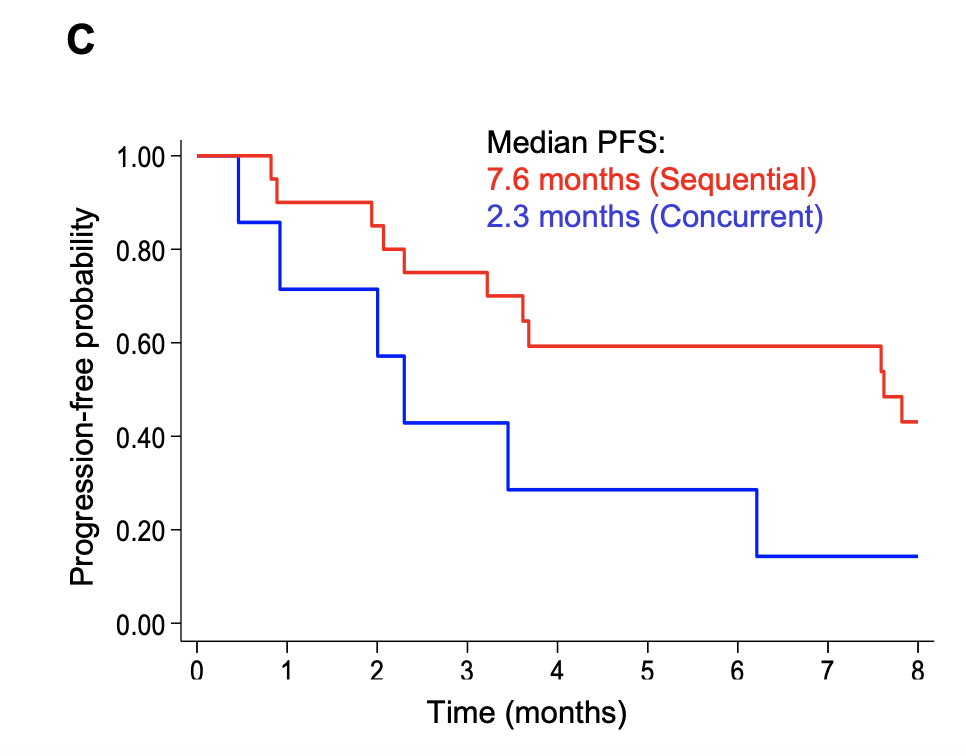 C
Median PFS:
7.6 months (Sequential)
2.3 months (Concurrent)
Progression-free probability
1.00
0.80
0.60
0.40
0.20
0.00
0 1 2 3 4 5 6 7 8
Time (months)